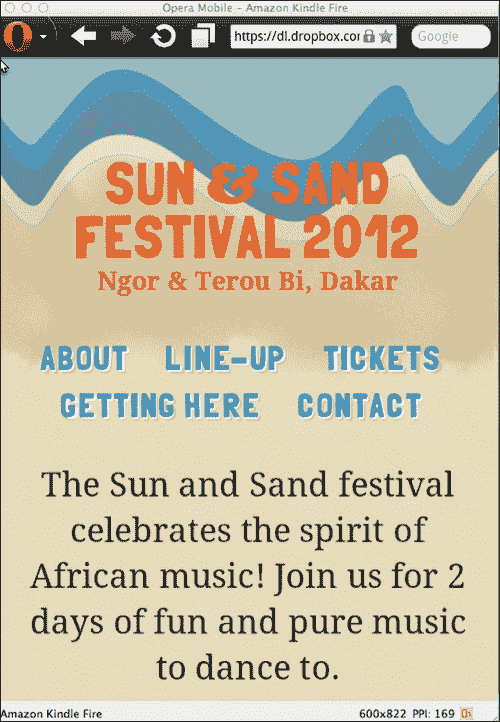 Opera Mobile - Amazon Kindle Fire
https://dl.dropbox.cor
Google
SUN & SAND
FESTIVAL 2012
Ngor & Terou Bi, Dakar
ABOUT LINE-UP TICKETS
GETTING HERE CONTACT
The Sun and Sand festival
celebrates the spirit of
African music! Join us for 2
days of fun and pure music
to dance to.
Amazon Kindle Fire 600x822 PPI: 169